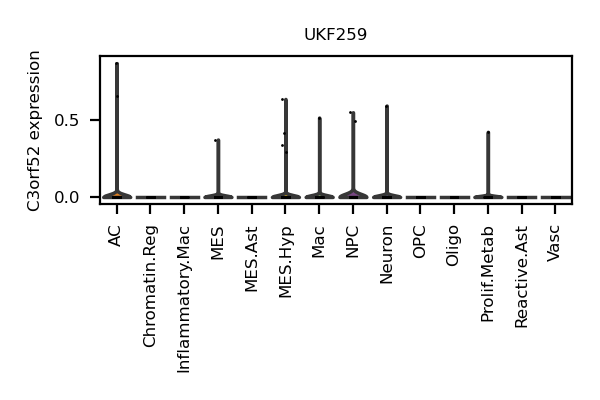 UKF259
C3orf52 expression
0.5
0.0
AC
Chromatin.Reg
Inflammatory.Mac
MES
MES.Ast
MES.Hyp
Mac
NPC
Neuron
OPC
Oligo
Prolif.Metab
Reactive.Ast
Vasc